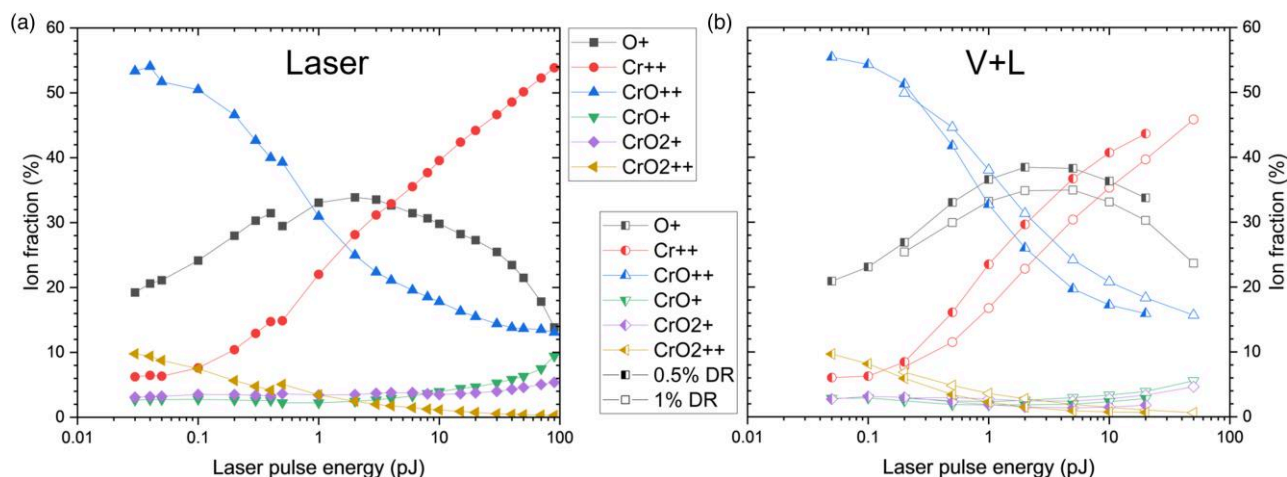 (a)
Laser
Ion fraction (%)
60
50
40
30
20
10
0
0.01
0.1
1
10
100
Laser pulse energy (pJ)
O+
Cr++
CrO++
CrO+
CrO2+
CrO2++
O+
Cr++
CrO++
CrO+
CrO2+
CrO2++
0.5% DR
1% DR
(b)
V+L
60
50
40
30
20
10
0
Ion fraction (%)
0.01
0.1
1
10
100
Laser pulse energy (pJ)